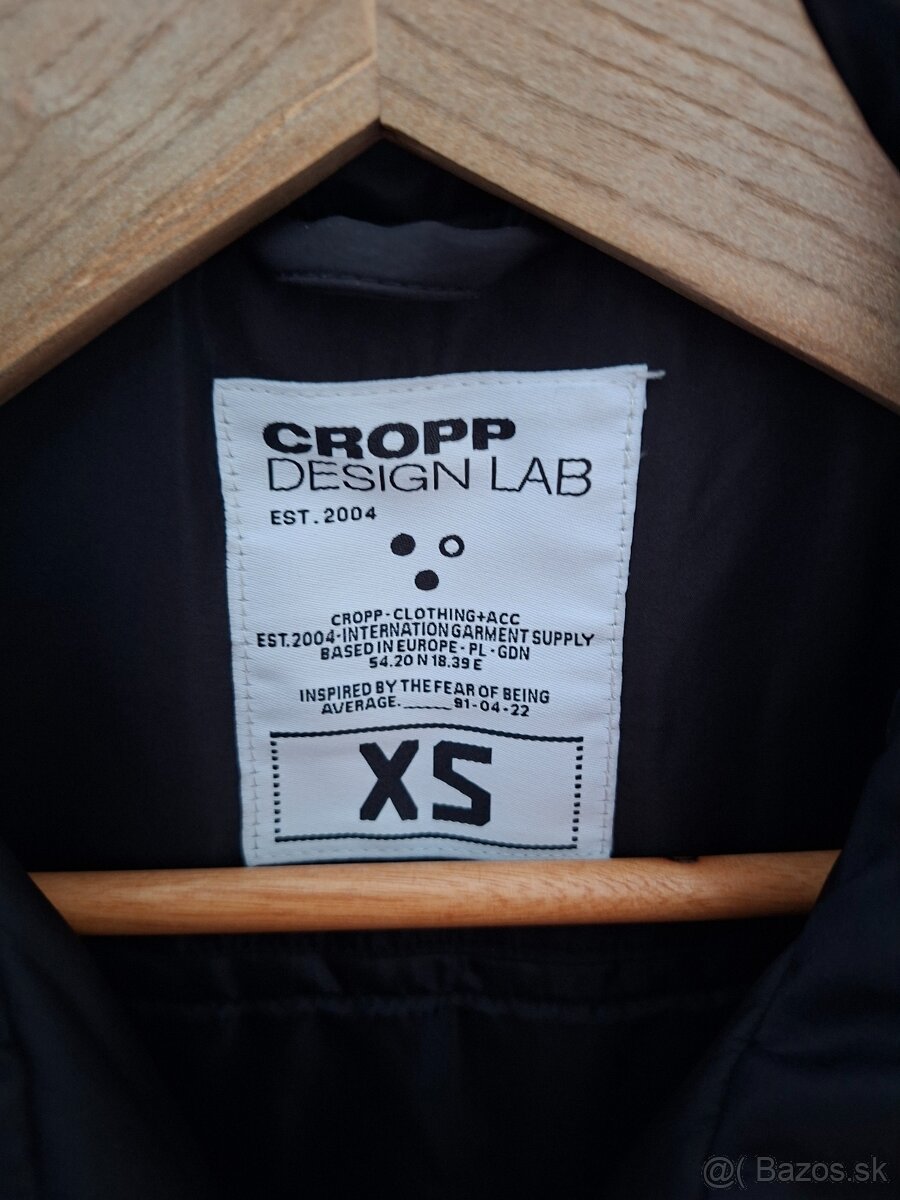 CROPP
DESIGN LAB
EST. 2004
CROPP-CLOTHING+ACC
EST.2004-INTERNATION GARMENT SUPPLY
BASED IN EUROPE - PL - GDN
54.20 N 18.39 E
INSPIRED BY THE FEAR OF BEING
AVERAGE.______91-04-22
XS
@( Bazos.sk